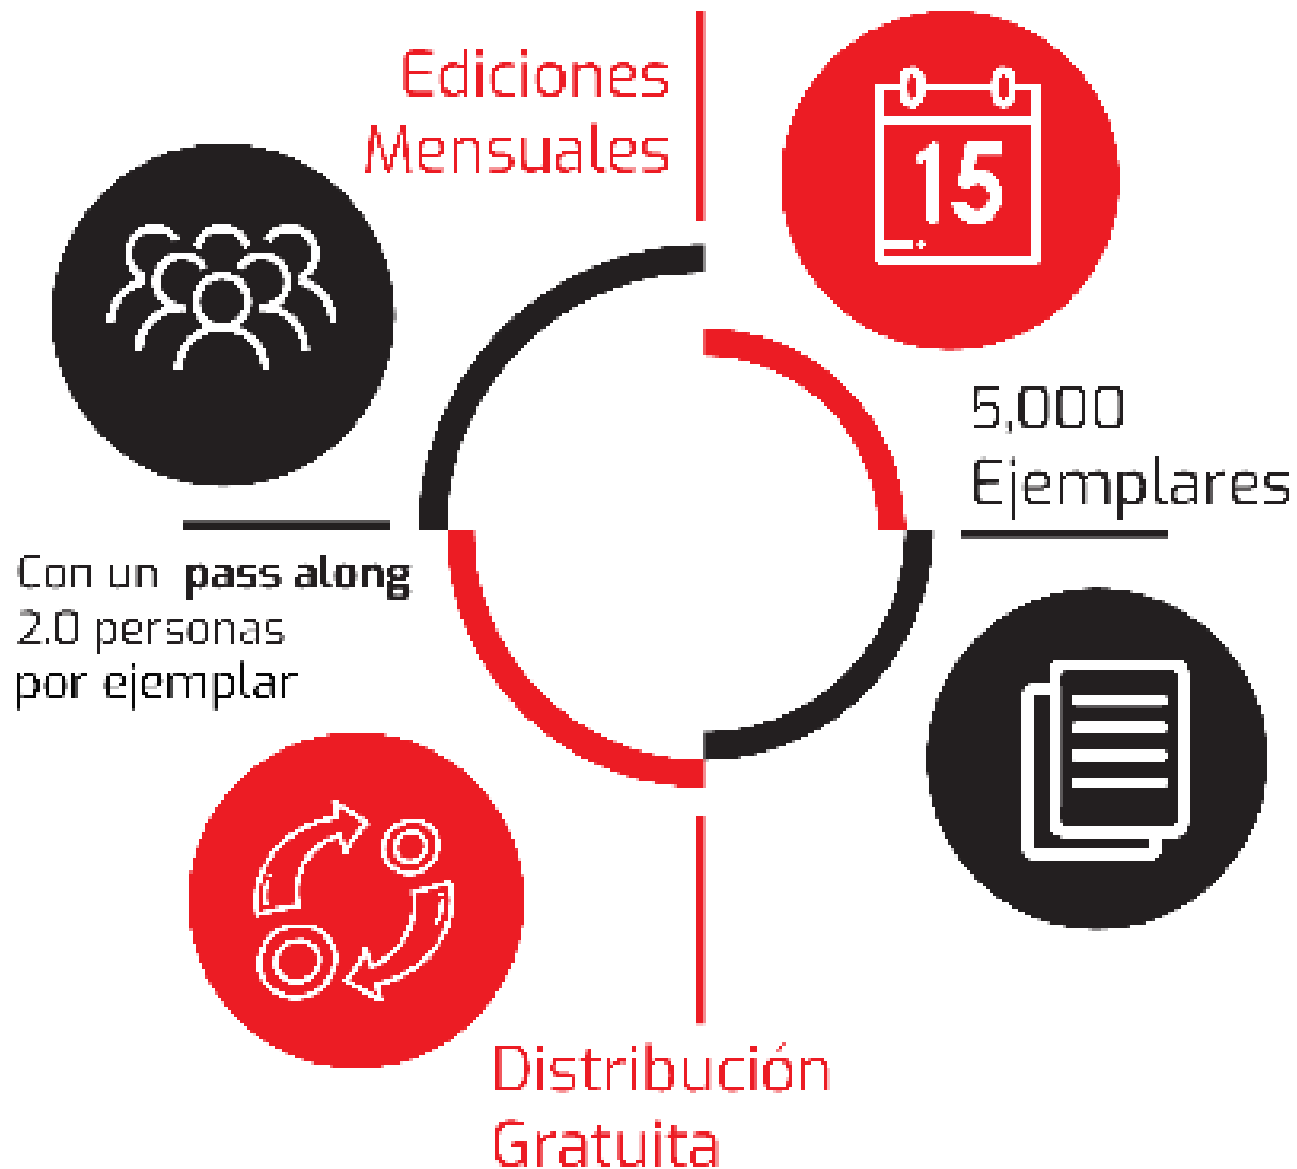 Ediciones
Mensuales
15
5,000
Ejemplares
Con un pass along
2.0 personas
por ejemplar
Distribución
Gratuita